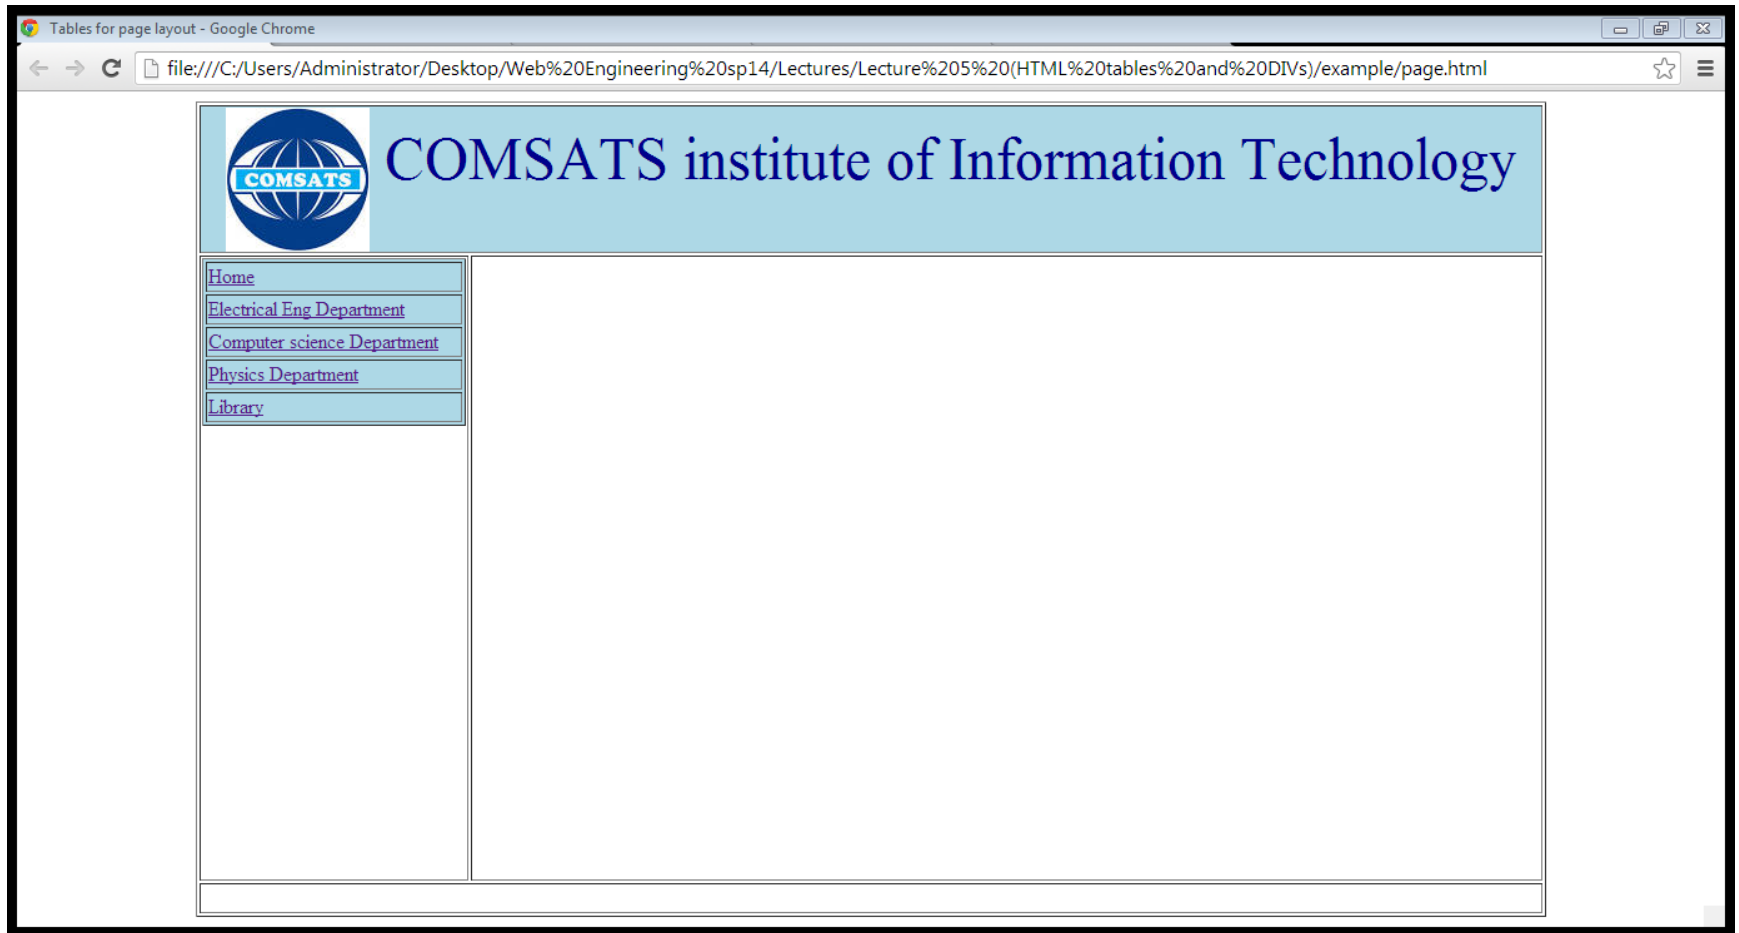 Tables for page layout - Google Chrome
file:///C:/Users/Administrator/Desktop/Web%20Engineering%20sp14/Lectures/Lecture%205%20(HTML%20tables%20and%20DIVs)/example/page.html
COMSATS
COMSATS institute of Information Technology
Home
Electrical Eng Department
Computer science Department
Physics Department
Library